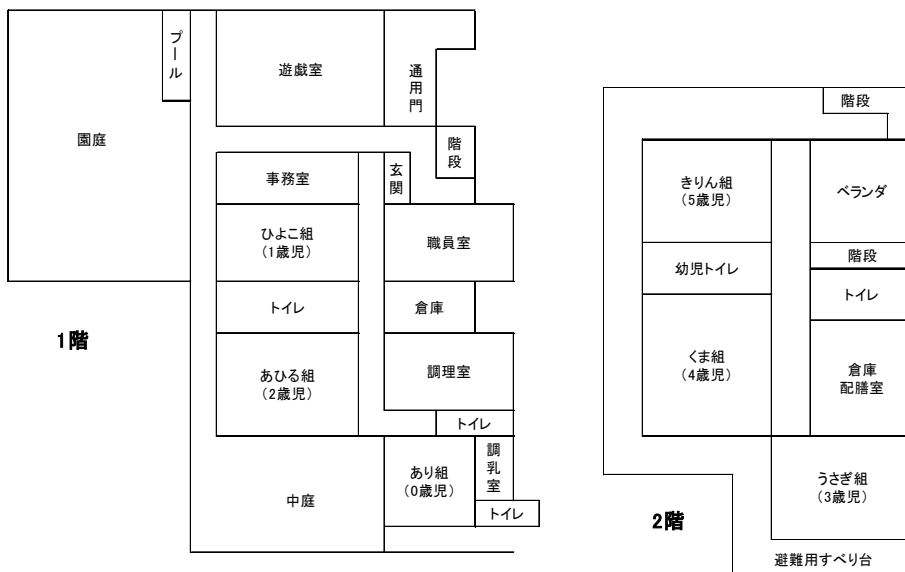 プール
遊戯室
通用門
園庭
階段
事務室
玄関
ひよこ組
(1歳児)
職員室
トイレ
倉庫
1階
あひる組
(2歳児)
調理室
トイレ
中庭
あり組
(0歳児)
調乳室
トイレ
階段
きりん組
(5歳児)
ベランダ
幼児トイレ
階段
トイレ
くま組
(4歳児)
倉庫
配膳室
うさぎ組
(3歳児)
2階
避難用すべり台